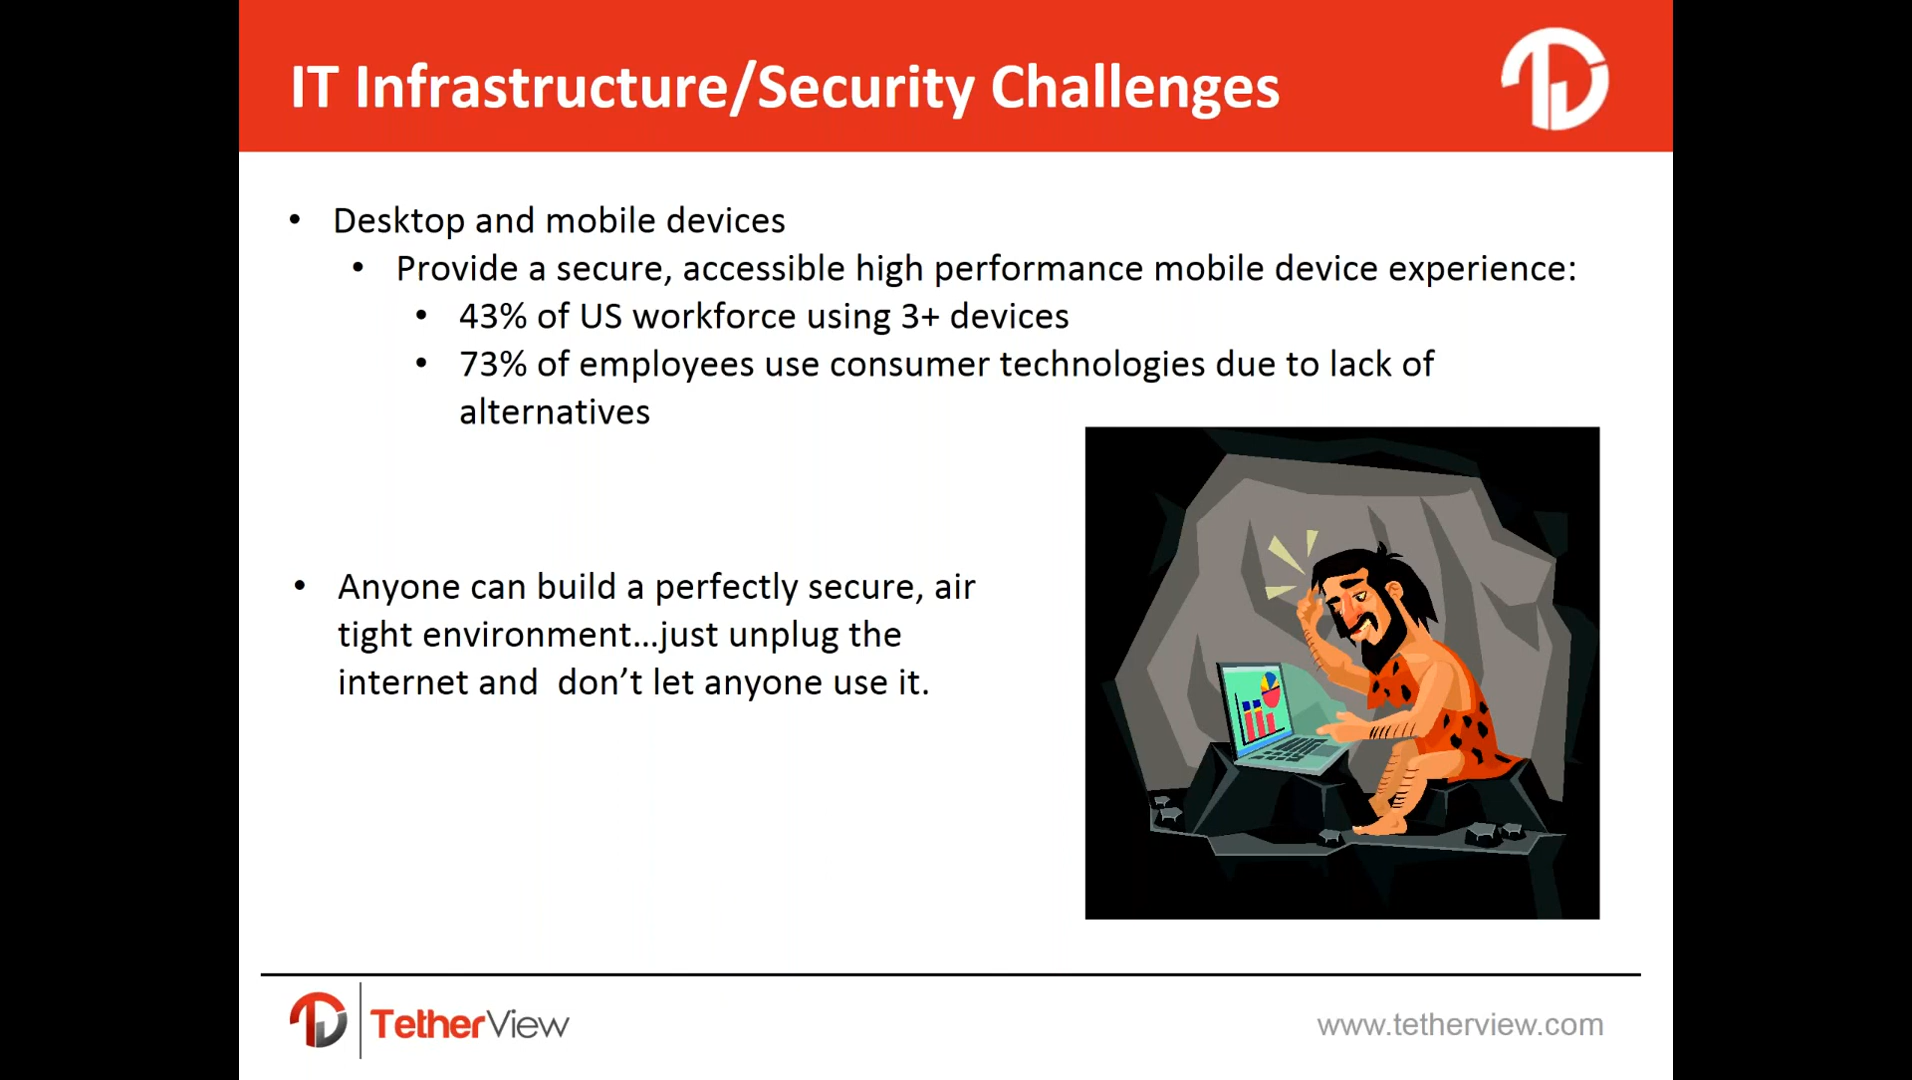 IT Infrastructure/Security Challenges
• Desktop and mobile devices
• Provide a secure, accessible high performance mobile device experience:
• 43% of US workforce using 3+ devices
• 73% of employees use consumer technologies due to lack of
alternatives
• Anyone can build a perfectly secure, air
tight environment…just unplug the
internet and  don’t let anyone use it.
TetherView
www.tetherview.com